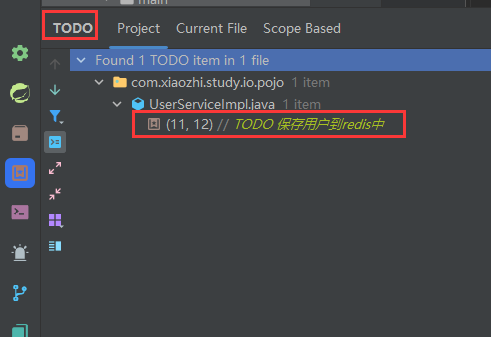 main
TODO Project Current File Scope Based
Found 1 TODO item in 1 file
com.xiaozhi.study.io.pojo 1 item
UserServiceImpl.java 1 item
(11, 12) // TODO 保存用户到redis中